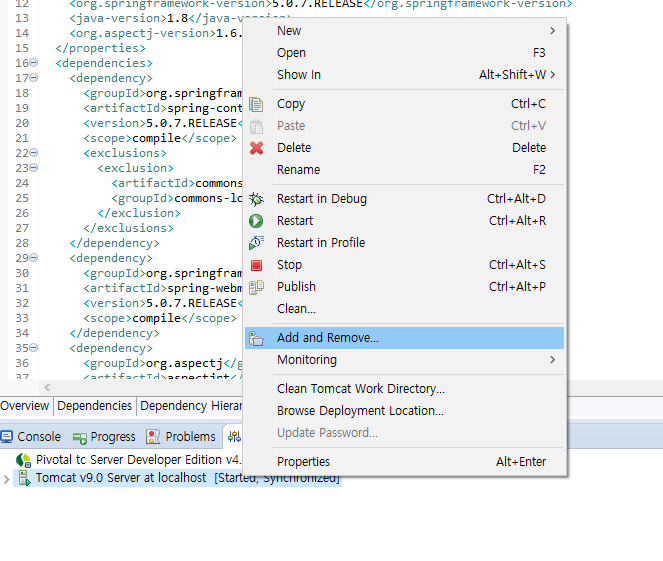 12 <org.springframework-version>5.0.7.RELEASE</org.springframework-version>
13 <java-version>1.8</java-version>
14 <org.aspectj-version>1.6.
15 </properties>
16 <dependencies>
17 <dependency>
18 <groupId>org.springfram
19 <artifactId>spring-cont
20 <version>5.0.7.RELEASE<
21 <scope>compile</scope>
22 <exclusions>
23 <exclusion>
24 <artifactId>commons
25 <groupId>commons-lo
26 </exclusion>
27 </exclusions>
28 </dependency>
29 <dependency>
30 <groupId>org.springfram
31 <artifactId>spring-webm
32 <version>5.0.7.RELEASE<
33 <scope>compile</scope>
34 </dependency>
35 <dependency>
36 <groupId>org.aspectj</g
37 <artifactId>aspectjrt</
New
Open F3
Show In Alt+Shift+W
Copy Ctrl+C
Paste Ctrl+V
Delete Delete
Rename F2
Restart in Debug Ctrl+Alt+D
Restart Ctrl+Alt+R
Restart in Profile
Stop Ctrl+Alt+S
Publish Ctrl+Alt+P
Clean...
Add and Remove...
Monitoring
Clean Tomcat Work Directory...
Browse Deployment Location...
Update Password...
Properties Alt+Enter
Overview Dependencies Dependency Hierar
Console Progress Problems
Pivotal tc Server Developer Edition v4.
Tomcat v9.0 Server at localhost [Started, Synchronized]